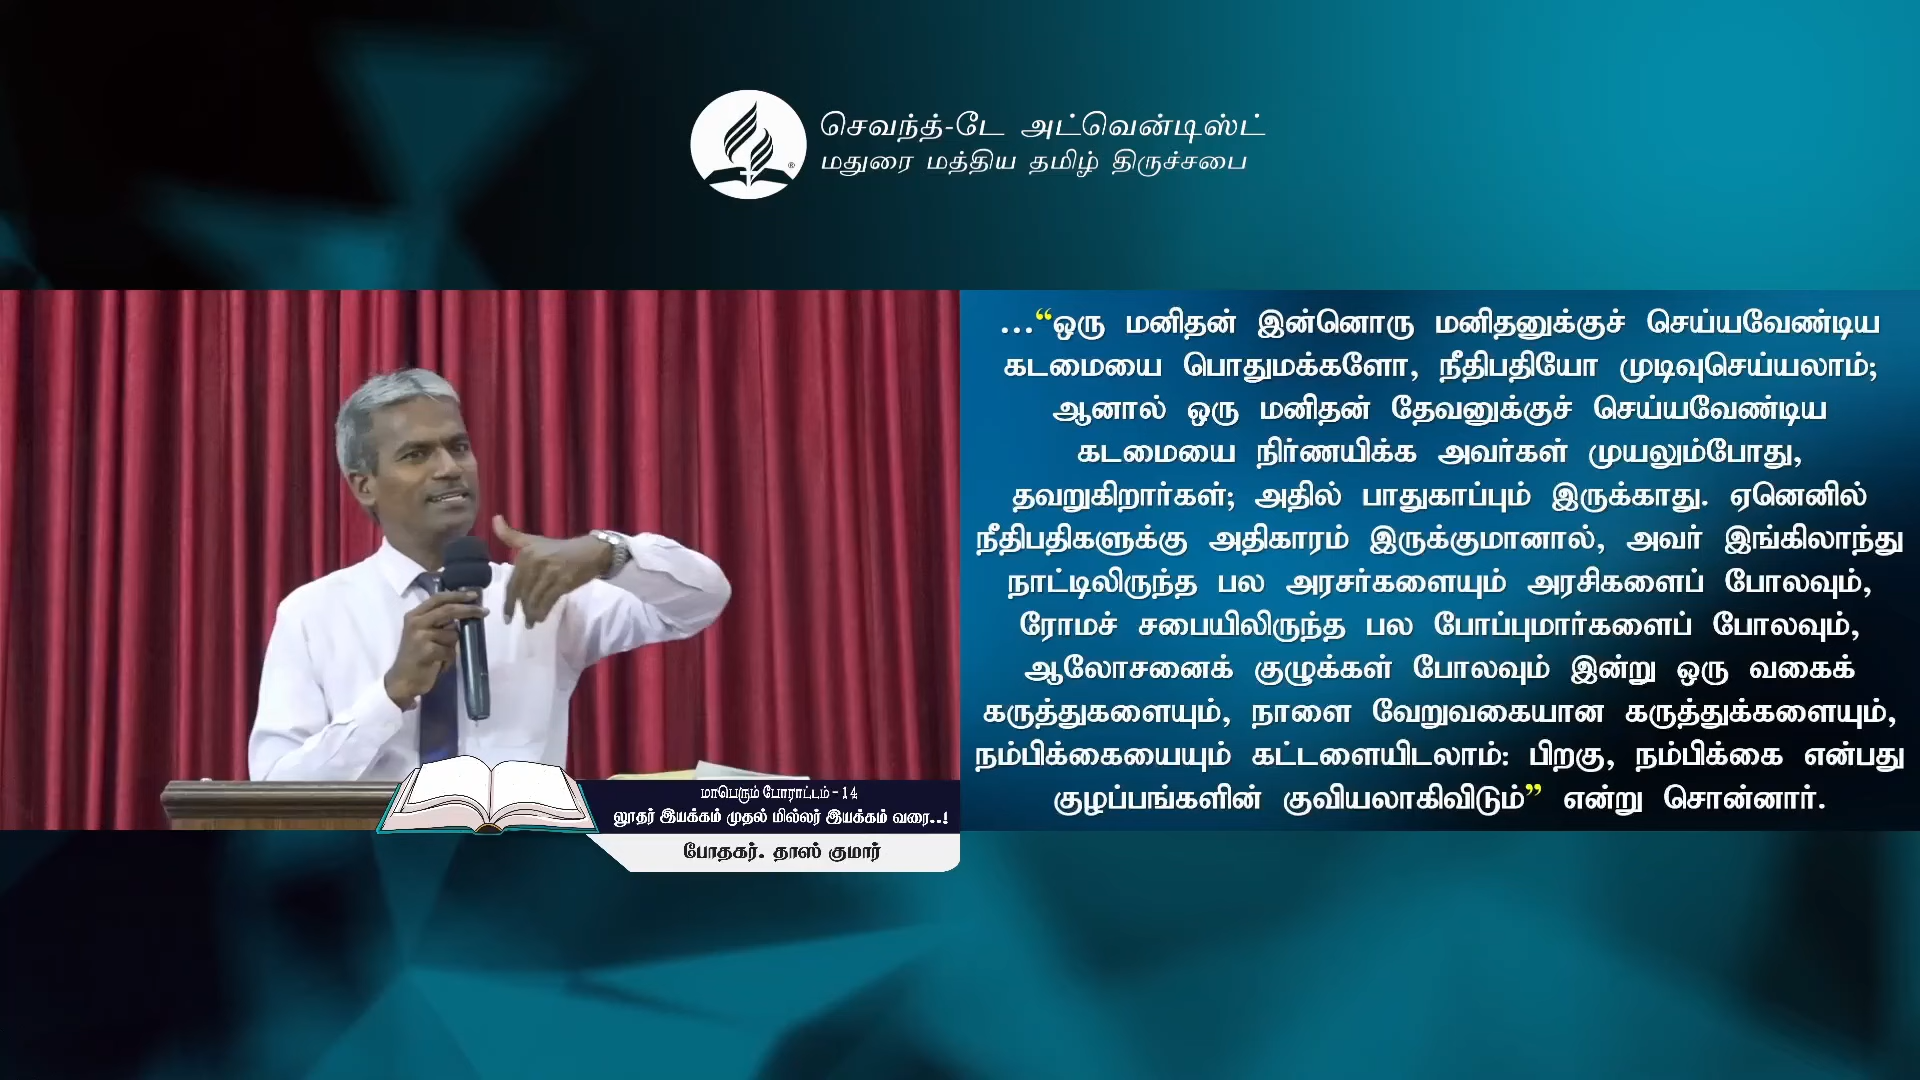 செவந்த்-டே அட்வென்டிஸ்ட்
மதுரை மத்திய தமிழ் திருச்சபை
...“ஒரு மனிதன் இன்னொரு மனிதனுக்குச் செய்யவேண்டிய
கடமையை பொதுமக்களோ, நீதிபதியோ முடிவுசெய்யலாம்;
ஆனால் ஒரு மனிதன் தேவனுக்குச் செய்யவேண்டிய
கடமையை நிர்ணயிக்க அவர்கள் முயலும்போது,
தவறுகிறார்கள்; அதில் பாதுகாப்பும் இருக்காது. ஏனெனில்
நீதிபதிகளுக்கு அதிகாரம் இருக்குமானால், அவர் இங்கிலாந்து
நாட்டிலிருந்த பல அரசர்களையும் அரசிகளைப் போலவும்,
ரோமச் சபையிலிருந்த பல போப்புமார்களைப் போலவும்,
ஆலோசனைக் குழுக்கள் போலவும் இன்று ஒரு வகைக்
கருத்துகளையும், நாளை வேறுவகையான கருத்துக்களையும்,
நம்பிக்கையையும் கட்டளையிடலாம்: பிறகு, நம்பிக்கை என்பது
குழப்பங்களின் குவியலாகிவிடும்” என்று சொன்னார்.
மாபெரும் போராட்டம் - 14
லூதர் இயக்கம் முதல் மில்லர் இயக்கம் வரை..!
போதகர். தாஸ் குமார்